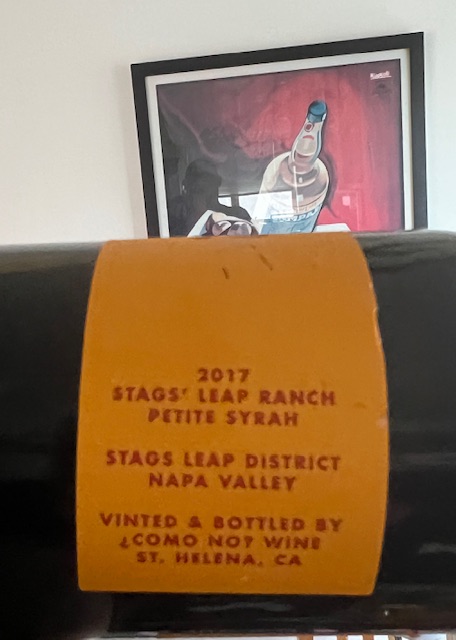 2017
STAGS' LEAP RANCH
PETITE SYRAH
STAGS LEAP DISTRICT
NAPA VALLEY
VINTED & BOTTLED BY
¿COMO NO? WINE
ST. HELENA, CA